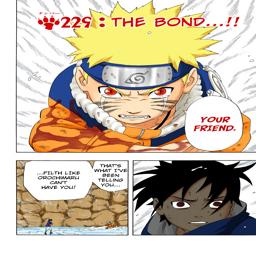 229: THE BOND...!!
YOUR
FRIEND.
...FILTH LIKE
OROCHIMARU
CAN'T
HAVE YOU!
THAT'S
WHAT I'VE
BEEN
TELLING
YOU...